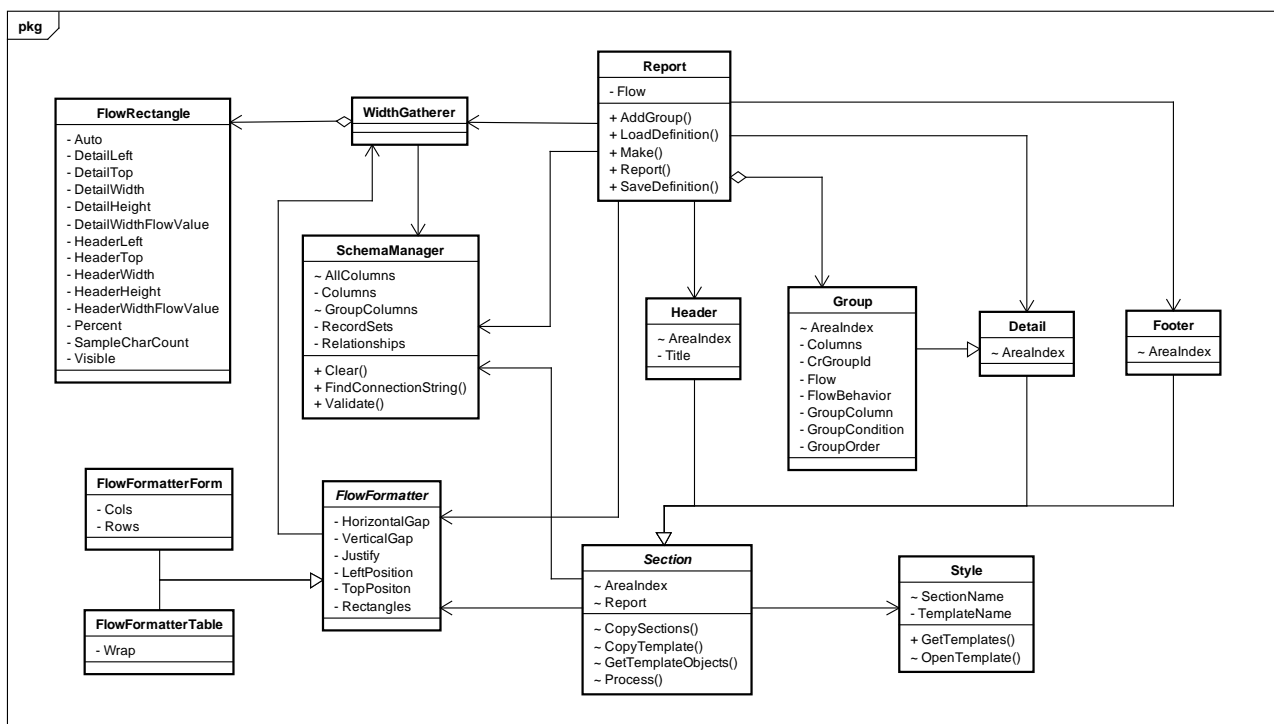 pkg
Report
- Flow
+ AddGroup()
+ LoadDefinition()
+ Make()
+ Report()
+ SaveDefinition()
FlowRectangle
- Auto
- DetailLeft
- DetailTop
- DetailWidth
- DetailHeight
- DetailWidthFlowValue
- HeaderLeft
- HeaderTop
- HeaderWidth
- HeaderHeight
- HeaderWidthFlowValue
- Percent
- SampleCharCount
- Visible
WidthGatherer
SchemaManager
~ AllColumns
- Columns
~ GroupColumns
- RecordSets
- Relationships
+ Clear()
+ FindConnectionString()
+ Validate()
Header
~ AreaIndex
- Title
Group
~ AreaIndex
- Columns
- CrGroupId
- Flow
- FlowBehavior
- GroupColumn
- GroupCondition
- GroupOrder
Detail
~ AreaIndex
Footer
~ AreaIndex
FlowFormatterForm
- Cols
- Rows
FlowFormatter
- HorizontalGap
- VerticalGap
- Justify
- LeftPosition
- TopPositon
- Rectangles
FlowFormatterTable
- Wrap
Section
~ AreaIndex
~ Report
~ CopySections()
~ CopyTemplate()
~ GetTemplateObjects()
~ Process()
Style
~ SectionName
- TemplateName
+ GetTemplates()
~ OpenTemplate()